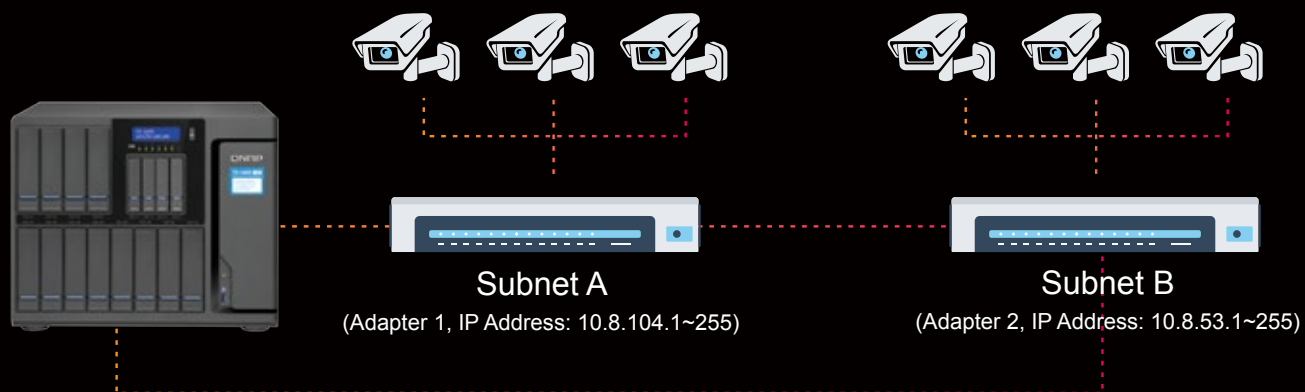 QNAP
Subnet A
(Adapter 1, IP Address: 10.8.104.1~255)
Subnet B
(Adapter 2, IP Address: 10.8.53.1~255)